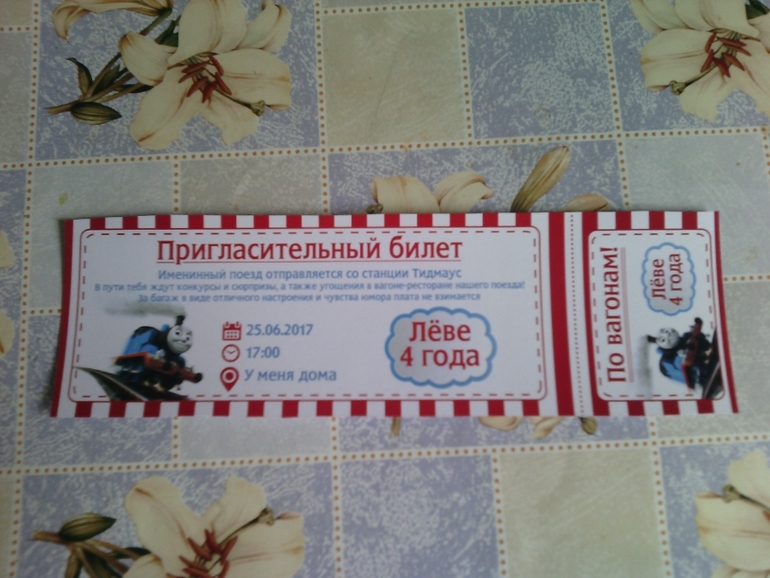 Пригласительный билет
Именинный поезд отправляется со станции Тидмаус
В пути тебя ждут конкурсы и сюрпризы, а также угощения в вагоне-ресторане нашего поезда!
За багаж в виде отличного настроения и чувства юмора плата не взимается
25.06.2017
17:00
У меня дома
Лёве
4 года
По вагонам!
Лёве
4 года